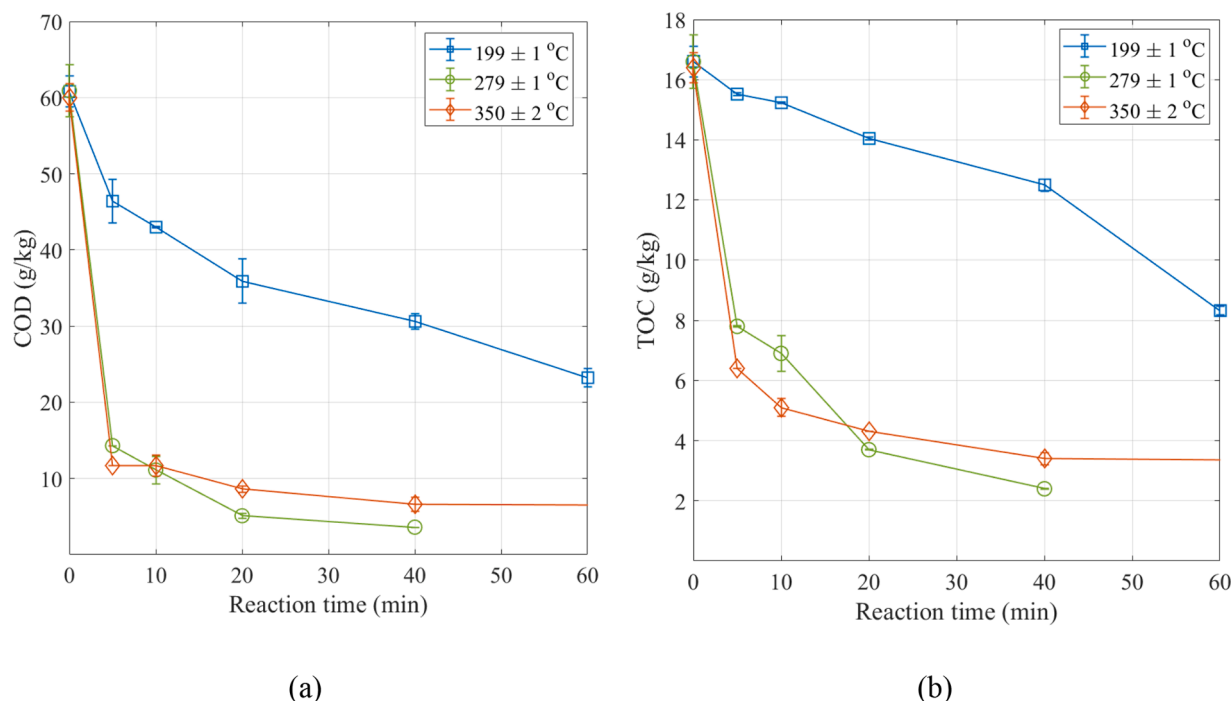 70
60
50
40
30
20
10
COD (g/kg)
0 10 20 30 40 50 60
Reaction time (min)
199 ± 1 °C
279 ± 1 °C
350 ± 2 °C
(a)
18
16
14
12
10
8
6
4
2
TOC (g/kg)
0 10 20 30 40 50 60
Reaction time (min)
199 ± 1 °C
279 ± 1 °C
350 ± 2 °C
(b)